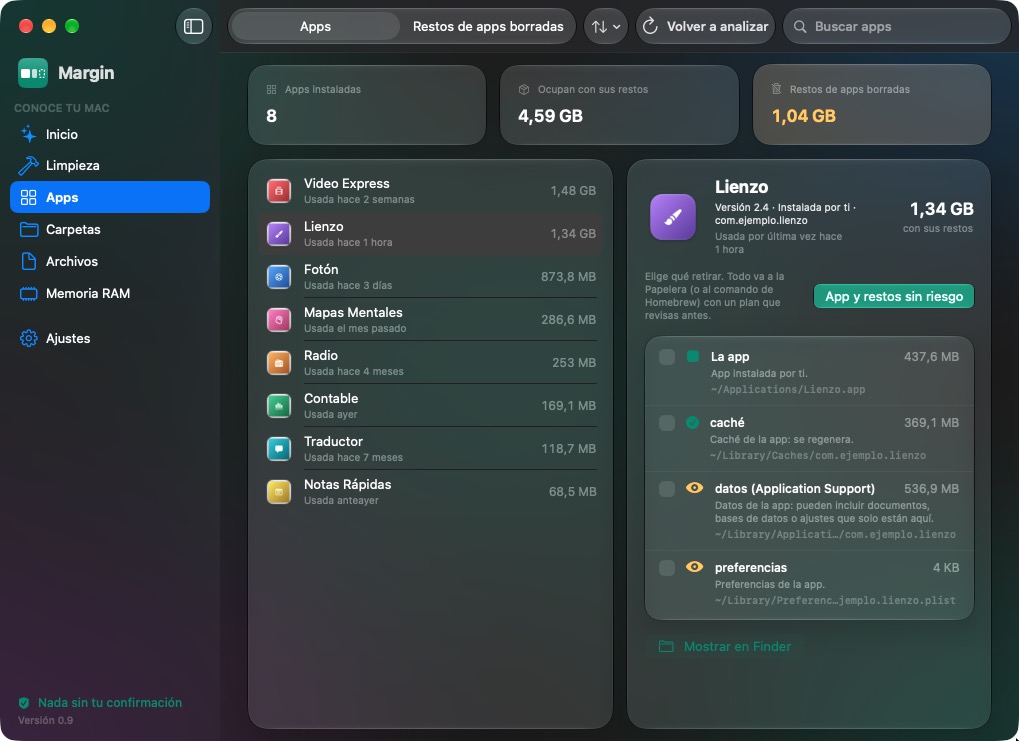 Apps
Restos de apps borradas
Volver a analizar
Buscar apps
Margin
CONOCE TU MAC
Inicio
Limpieza
Apps
Carpetas
Archivos
Memoria RAM
Ajustes
Nada sin tu confirmación
Versión 0.9
Apps instaladas
8
Ocupan con sus restos
4,59 GB
Restos de apps borradas
1,04 GB
Video Express
Usada hace 2 semanas
1,48 GB
Lienzo
Usada hace 1 hora
1,34 GB
Fotón
Usada hace 3 días
873,8 MB
Mapas Mentales
Usada el mes pasado
286,6 MB
Radio
Usada hace 4 meses
253 MB
Contable
Usada ayer
169,1 MB
Traductor
Usada hace 7 meses
118,7 MB
Notas Rápidas
Usada anteayer
68,5 MB
Lienzo
Versión 2.4 · Instalada por ti ·
com.ejemplo.lienzo
Usada por última vez hace
1 hora
1,34 GB
con sus restos
Elige qué retirar. Todo va a la
Papelera (o al comando de
Homebrew) con un plan que
revisas antes.
App y restos sin riesgo
La app
437,6 MB
App instalada por ti.
~/Applications/Lienzo.app
caché
369,1 MB
Caché de la app: se regenera.
~/Library/Caches/com.ejemplo.lienzo
datos (Application Support)
536,9 MB
Datos de la app: pueden incluir documentos,
bases de datos o ajustes que solo están aquí.
~/Library/Applicati…/com.ejemplo.lienzo
preferencias
4 KB
Preferencias de la app.
~/Library/Preferenc…jemplo.lienzo.plist
Mostrar en Finder